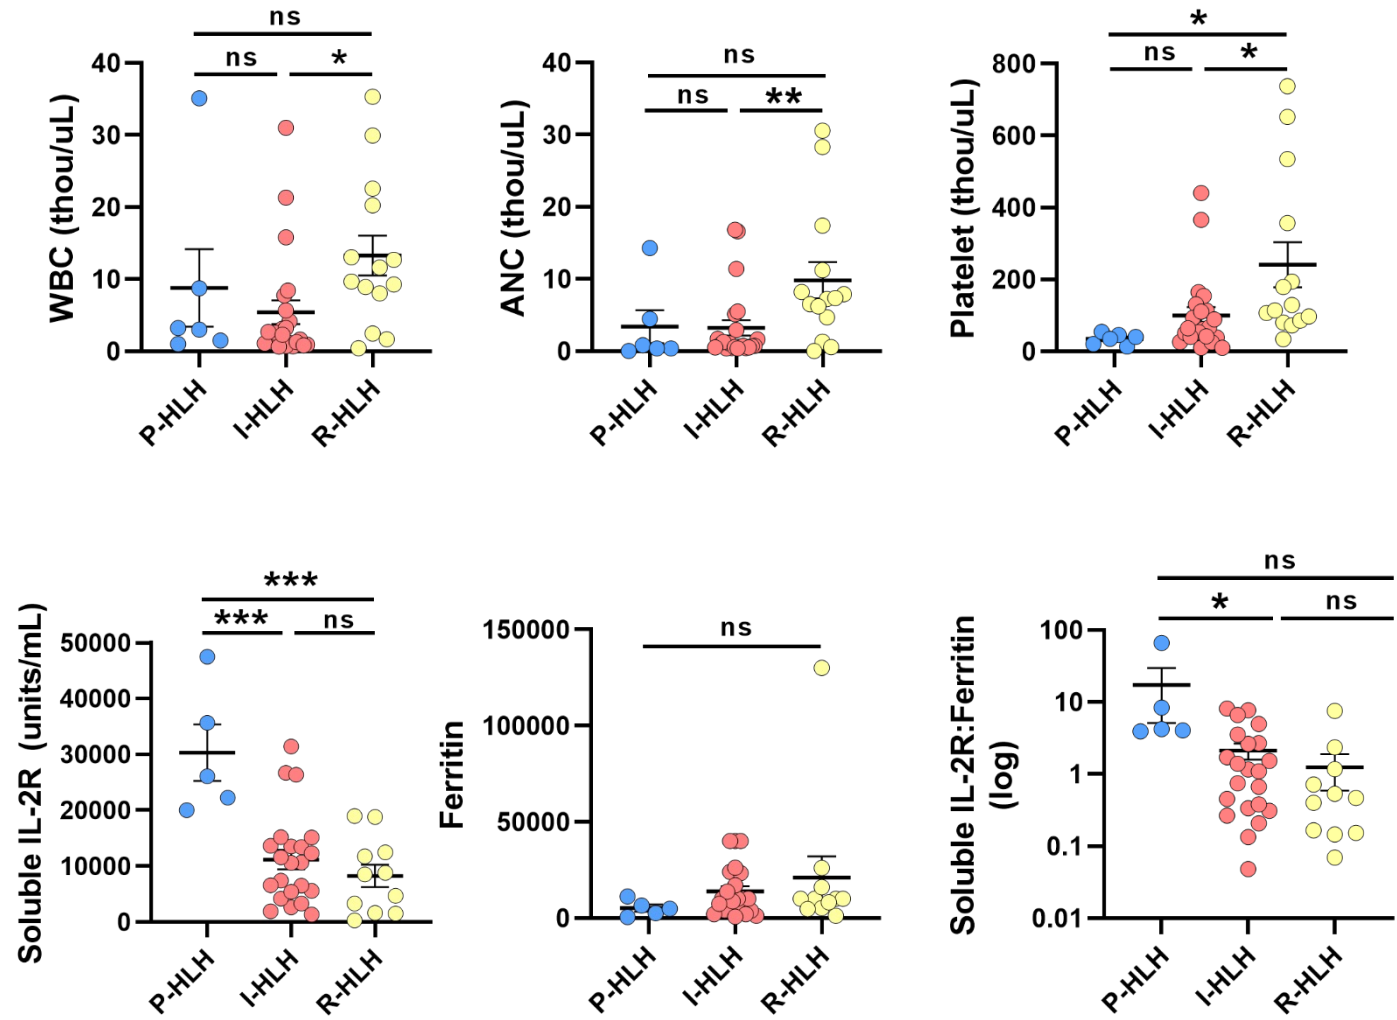 ns
ns
*
WBC (thou/uL)
40
30
20
10
0
P-HLH
I-HLH
R-HLH
ns
ns
**
ANC (thou/uL)
40
30
20
10
0
P-HLH
I-HLH
R-HLH
*
ns
*
Platelet (thou/uL)
800
600
400
200
0
P-HLH
I-HLH
R-HLH
***
***
ns
Soluble IL-2R (units/mL)
50000
40000
30000
20000
10000
0
P-HLH
I-HLH
R-HLH
ns
Ferritin
150000
100000
50000
0
P-HLH
I-HLH
R-HLH
ns
*
ns
Soluble IL-2R:Ferritin
(log)
100
10
1
0.1
0.01
P-HLH
I-HLH
R-HLH